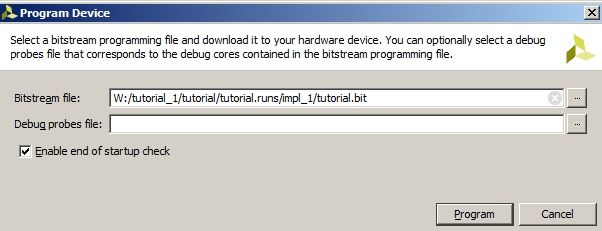 Program Device
Select a bitstream programming file and download it to your hardware device. You can optionally select a debug
probes file that corresponds to the debug cores contained in the bitstream programming file.
Bitstream file: W:/tutorial_1/tutorial/tutorial.runs/impl_1/tutorial.bit ...
Debug probes file: ...
Enable end of startup check
Program Cancel